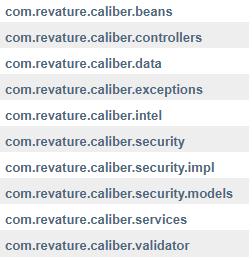 com.revature.caliber.beans
com.revature.caliber.controllers
com.revature.caliber.data
com.revature.caliber.exceptions
com.revature.caliber.intel
com.revature.caliber.security
com.revature.caliber.security.impl
com.revature.caliber.security.models
com.revature.caliber.services
com.revature.caliber.validator